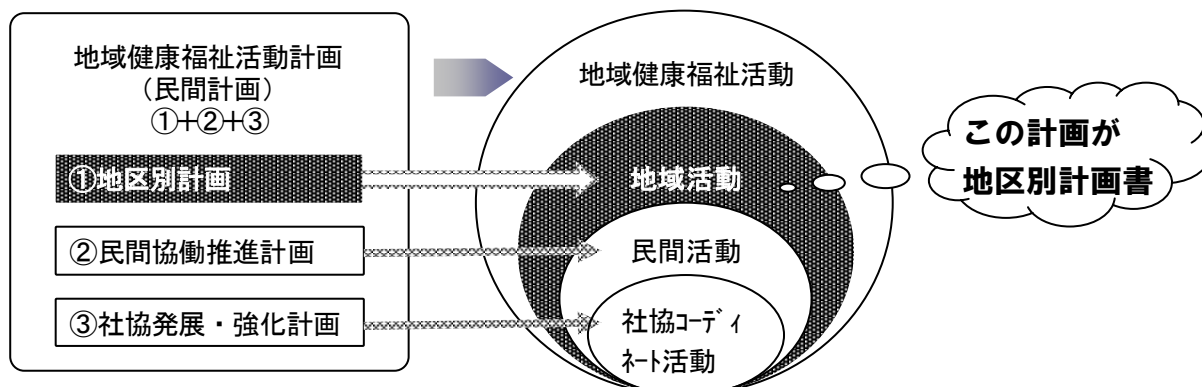 地域健康福祉活動計画
（民間計画）
①＋②＋③
①地区別計画
②民間協働推進計画
③社協発展・強化計画
地域健康福祉活動
地域活動
民間活動
社協ｺｰﾃﾞｨ
ﾈｰﾄ活動
この計画が
地区別計画書